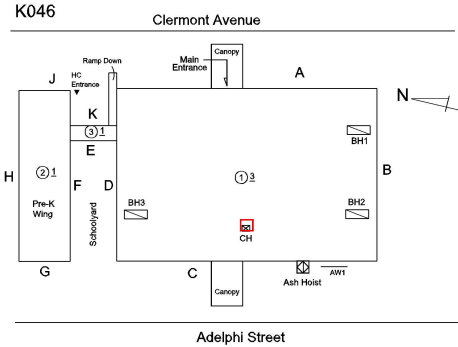 K046
Clermont Avenue
Canopy
Ramp Down
Main
Entrance
A
J
HC
Entrance
N
K
3 1
E
BH1
H
2 1
F
D
1 3
B
Pre-K
Wing
Schoolyard
BH3
BH2
CH
G
C
Canopy
Ash Hoist
AW1
Adelphi Street